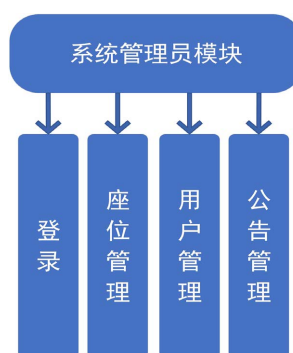 系统管理员模块
登录
座位管理
用户管理
公告管理